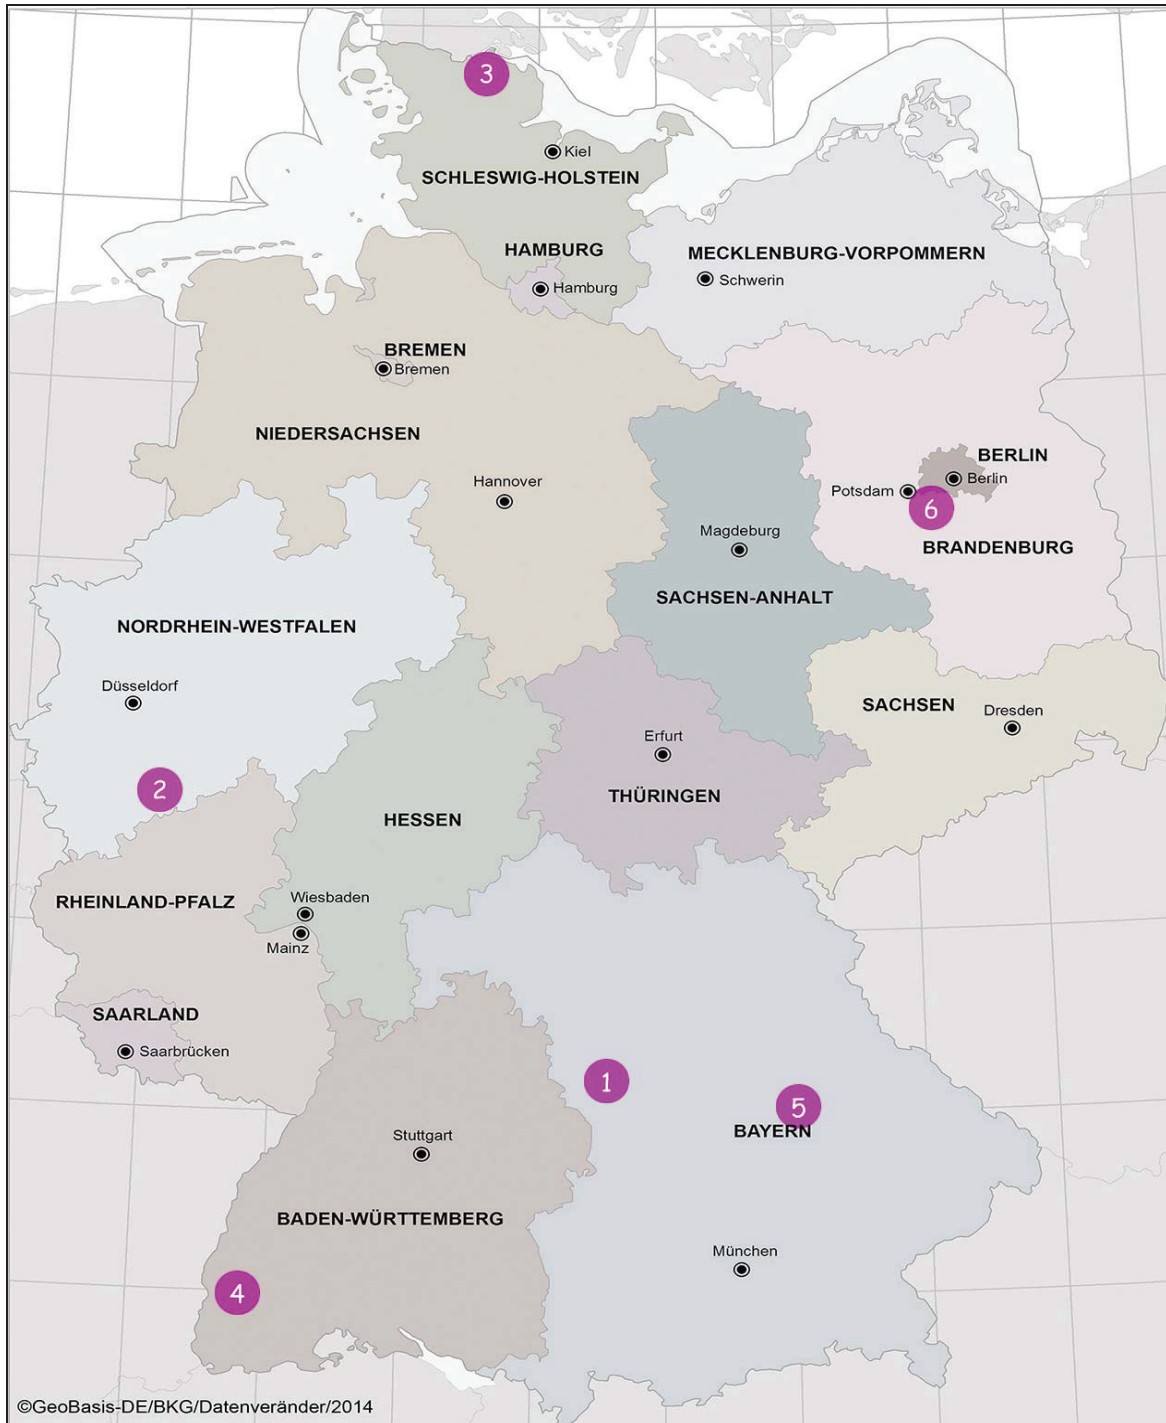 3
Kiel
SCHLESWIG-HOLSTEIN
HAMBURG
Hamburg
MECKLENBURG-VORPOMMERN
Schwerin
BREMEN
Bremen
NIEDERSACHSEN
Hannover
BERLIN
Berlin
Potsdam
6
BRANDENBURG
Magdeburg
SACHSEN-ANHALT
NORDRHEIN-WESTFALEN
Düsseldorf
2
SACHSEN
Dresden
Erfurt
THÜRINGEN
HESSEN
Wiesbaden
Mainz
RHEINLAND-PFALZ
SAARLAND
Saarbrücken
1
5
BAYERN
Stuttgart
BADEN-WÜRTTEMBERG
München
4
©GeoBasis-DE/BKG/Datenveränder/2014